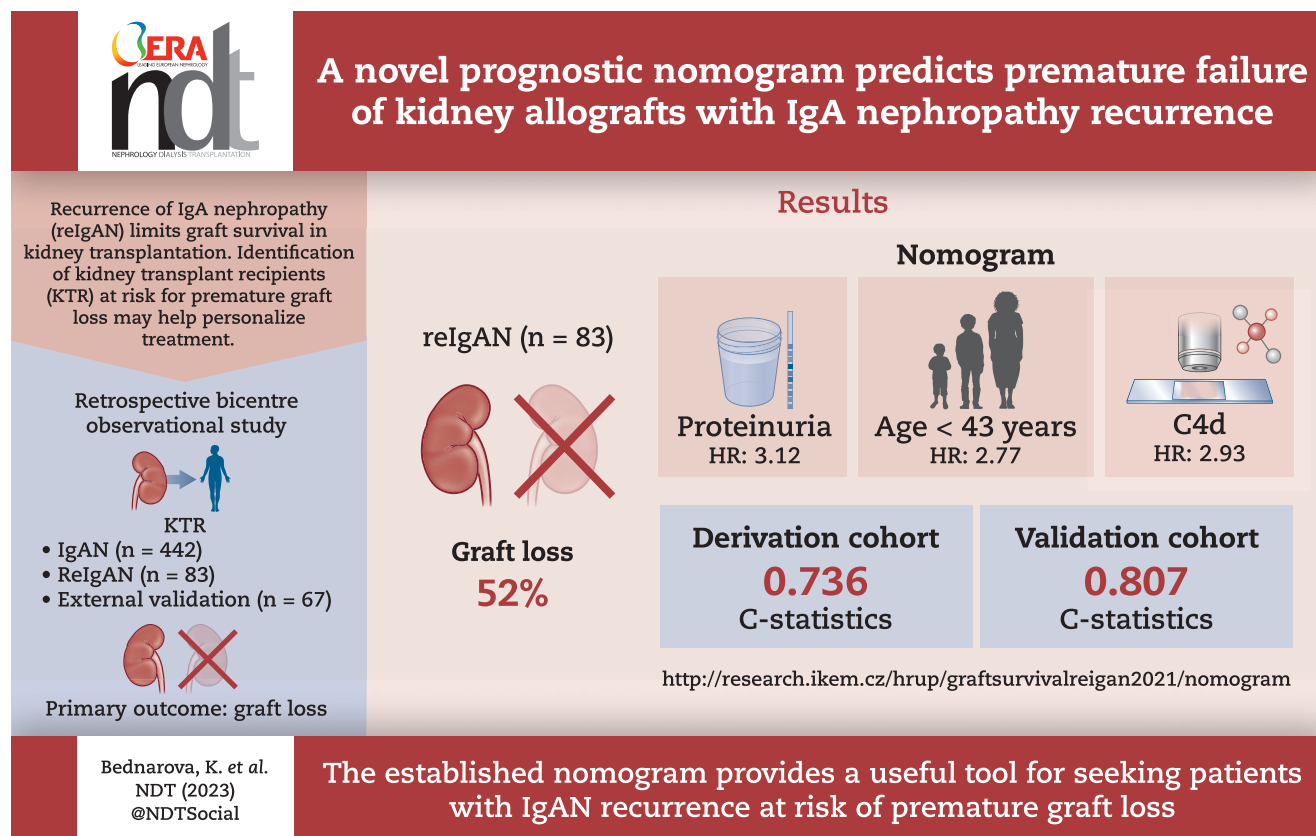 ERA
LEADING EUROPEAN NEPHROLOGY
ndt
NEPHROLOGY DIALYSIS TRANSPLANTATION
A novel prognostic nomogram predicts premature failure
of kidney allografts with IgA nephropathy recurrence
Recurrence of IgA nephropathy
(reIgAN) limits graft survival in
kidney transplantation. Identification
of kidney transplant recipients
(KTR) at risk for premature graft
loss may help personalize
treatment.
Retrospective bicentre
observational study
KTR
• IgAN (n = 442)
• ReIgAN (n = 83)
• External validation (n = 67)
Primary outcome: graft loss
Results
reIgAN (n = 83)
Graft loss
52%
Nomogram
Proteinuria
HR: 3.12
Age < 43 years
HR: 2.77
C4d
HR: 2.93
Derivation cohort
0.736
C-statistics
Validation cohort
0.807
C-statistics
http://research.ikem.cz/hrup/graftsurvivalreigan2021/nomogram
Bednarova, K. et al.
NDT (2023)
@NDTSocial
The established nomogram provides a useful tool for seeking patients
with IgAN recurrence at risk of premature graft loss